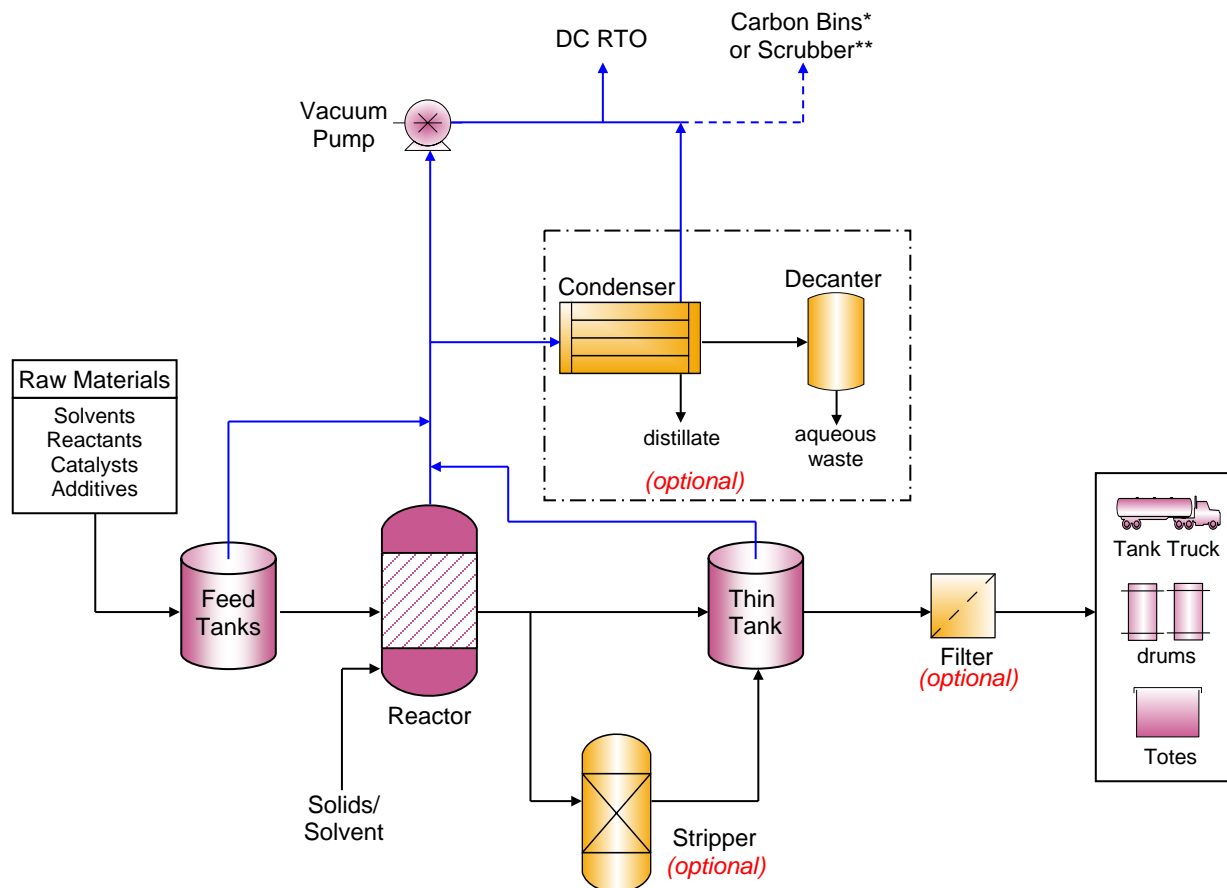 DC RTO
Carbon Bins*
or Scrubber**
Vacuum
Pump
Condenser
Decanter
distillate
aqueous
waste
(optional)
Raw Materials
Solvents
Reactants
Catalysts
Additives
Feed
Tanks
Reactor
Solids/
Solvent
Thin
Tank
Stripper
(optional)
Filter
(optional)
Tank Truck
drums
Totes